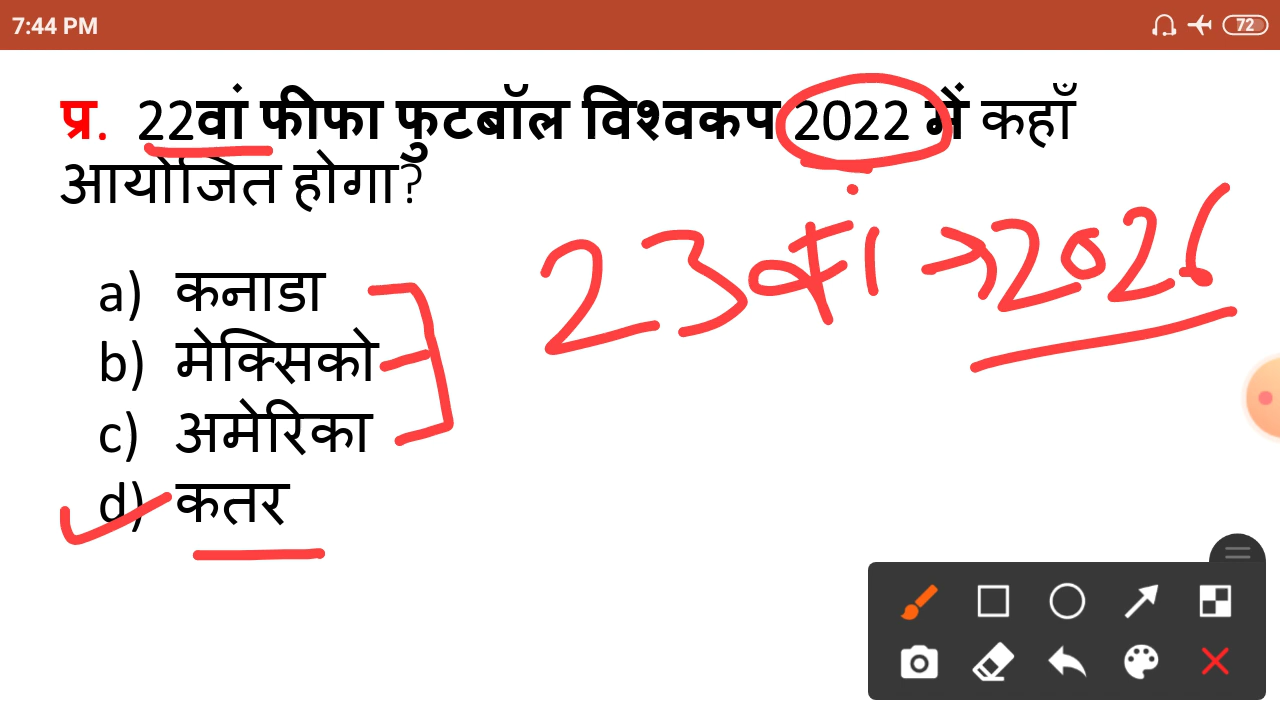 7:44 PM
72
प्र. 22वां फीफा फुटबॉल विश्वकप 2022 में कहाँ
आयोजित होगा?
23वां → 2026
a) कनाडा
b) मेक्सिको
c) अमेरिका
d) कतर